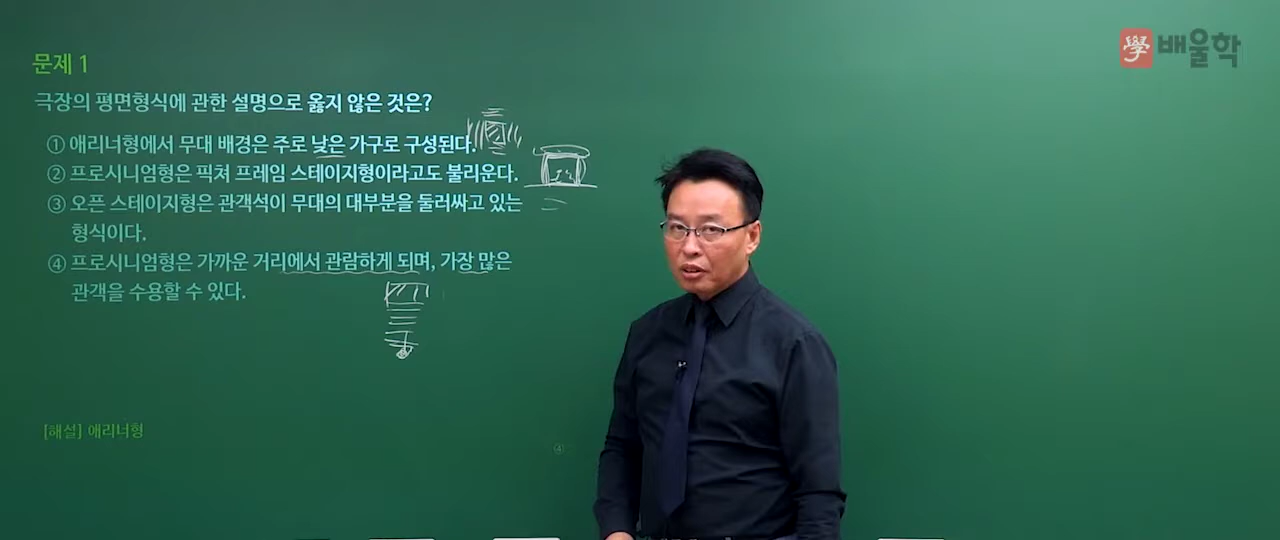 學 배울학
문제 1
극장의 평면형식에 관한 설명으로 옳지 않은 것은?
① 애리너형에서 무대 배경은 주로 낮은 가구로 구성된다.
② 프로시니엄형은 픽쳐 프레임 스테이지형이라고도 불리운다.
③ 오픈 스테이지형은 관객석이 무대의 대부분을 둘러싸고 있는
형식이다.
④ 프로시니엄형은 가까운 거리에서 관람하게 되며, 가장 많은
관객을 수용할 수 있다.
[해설] 애리너형
④